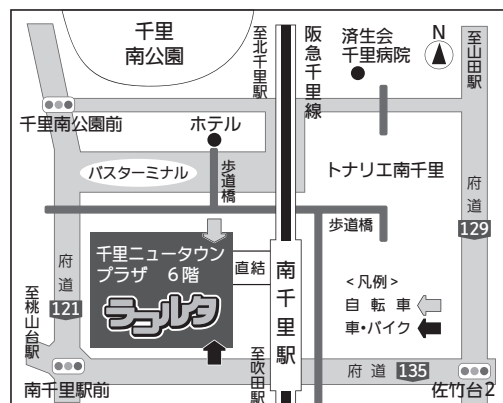 千里
南公園
至北千里駅
阪急千里線
済生会
千里病院
N
至山田駅
千里南公園前
ホテル
バスターミナル
歩道橋
トナリエ南千里
府道
129
歩道橋
千里ニュータウン
プラザ 6階
ラコルタ
直結
南千里駅
<凡例>
自転車
車・バイク
府道
121
至桃山台駅
南千里駅前
至吹田駅
府道 135
佐竹台2